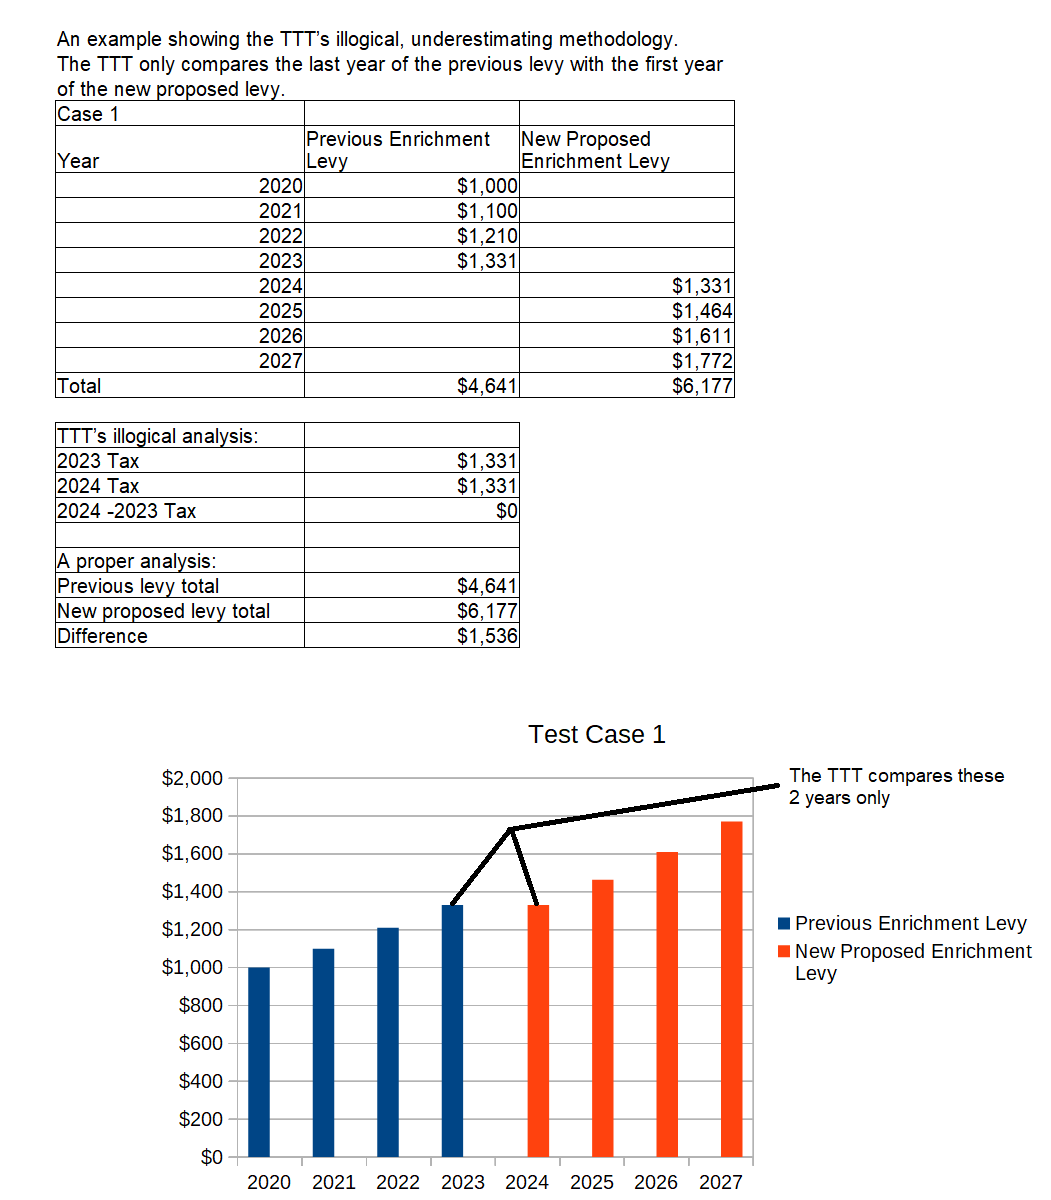 An example showing the TTT's illogical, underestimating methodology.
The TTT only compares the last year of the previous levy with the first year
of the new proposed levy.
Case 1
Year Previous Enrichment Levy New Proposed Enrichment Levy
2020 $1,000
2021 $1,100
2022 $1,210
2023 $1,331
2024 $1,331
2025 $1,464
2026 $1,611
2027 $1,772
Total $4,641 $6,177
TTT's illogical analysis:
2023 Tax $1,331
2024 Tax $1,331
2024 -2023 Tax $0
A proper analysis:
Previous levy total $4,641
New proposed levy total $6,177
Difference $1,536
Test Case 1
The TTT compares these
2 years only
$2,000
$1,800
$1,600
$1,400
$1,200
$1,000
$800
$600
$400
$200
$0
2020 2021 2022 2023 2024 2025 2026 2027
Previous Enrichment Levy
New Proposed Enrichment
Levy